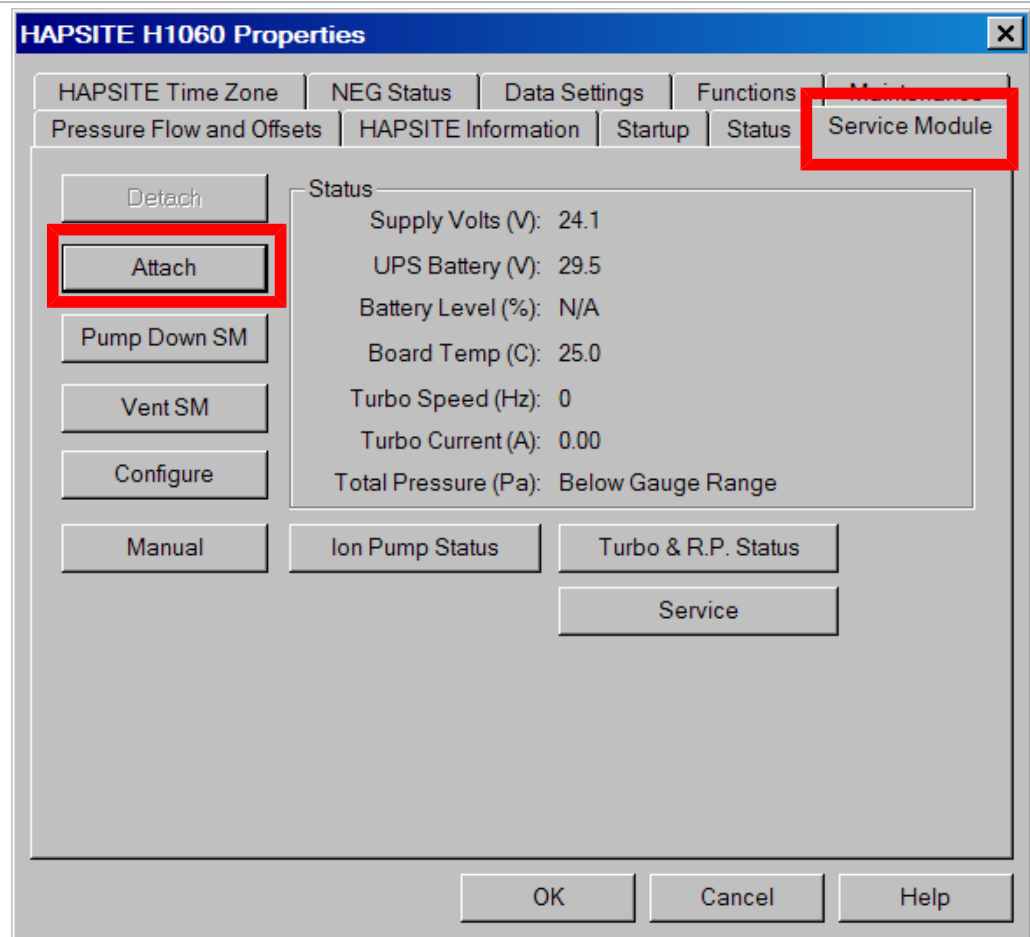 HAPSITE H1060 Properties
HAPSITE Time Zone NEG Status Data Settings Functions Maintenance
Pressure Flow and Offsets HAPSITE Information Startup Status Service Module
Detach
Attach
Pump Down SM
Vent SM
Configure
Manual
Status
Supply Volts (V): 24.1
UPS Battery (V): 29.5
Battery Level (%): N/A
Board Temp (C): 25.0
Turbo Speed (Hz): 0
Turbo Current (A): 0.00
Total Pressure (Pa): Below Gauge Range
Ion Pump Status
Turbo & R.P. Status
Service
OK
Cancel
Help